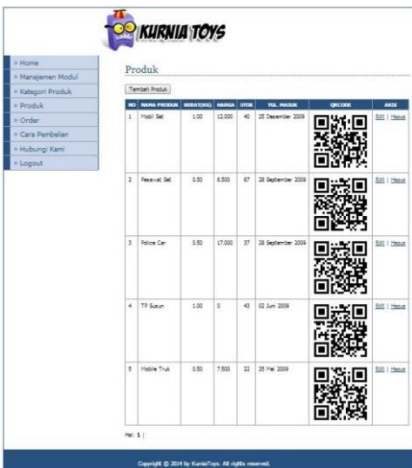 KURNIA TOYS
» Home
» Manajemen Modul
» Kategori Produk
» Produk
» Order
» Cara Pembelian
» Hubungi Kami
» Logout
Produk
Tambah Produk
NO NAMA PRODUK BERAT(KG) HARGA STOK TGL. MASUK QRCODE AKSI
1 Mobil Set 1.00 12.000 40 25 Desember 2009 Edit | Hapus
2 Pesawat Set 0.50 6.500 67 28 September 2009 Edit | Hapus
3 Police Car 0.50 17.000 37 28 September 2009 Edit | Hapus
4 TP Susun 1.00 0 43 02 Juni 2009 Edit | Hapus
5 Mobile Truk 0.50 7.500 22 25 Mei 2009 Edit | Hapus
Hal: 1 |
Copyright © 2014 by KurniaToys. All rights reserved.